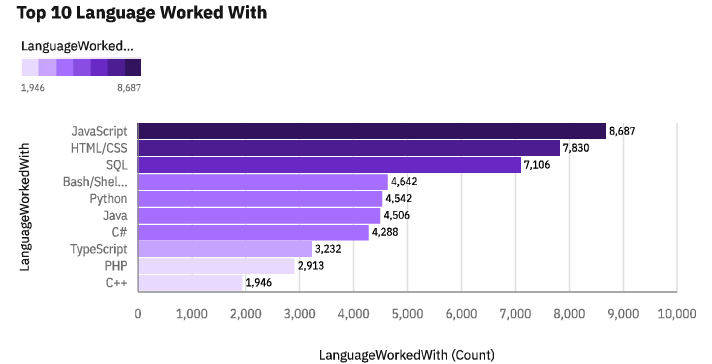 Top 10 Language Worked With
LanguageWorked...
1,946 8,687
LanguageWorkedWith
JavaScript 8,687
HTML/CSS 7,830
SQL 7,106
Bash/Shel... 4,642
Python 4,542
Java 4,506
C# 4,288
TypeScript 3,232
PHP 2,913
C++ 1,946
0 1,000 2,000 3,000 4,000 5,000 6,000 7,000 8,000 9,000 10,000
LanguageWorkedWith (Count)